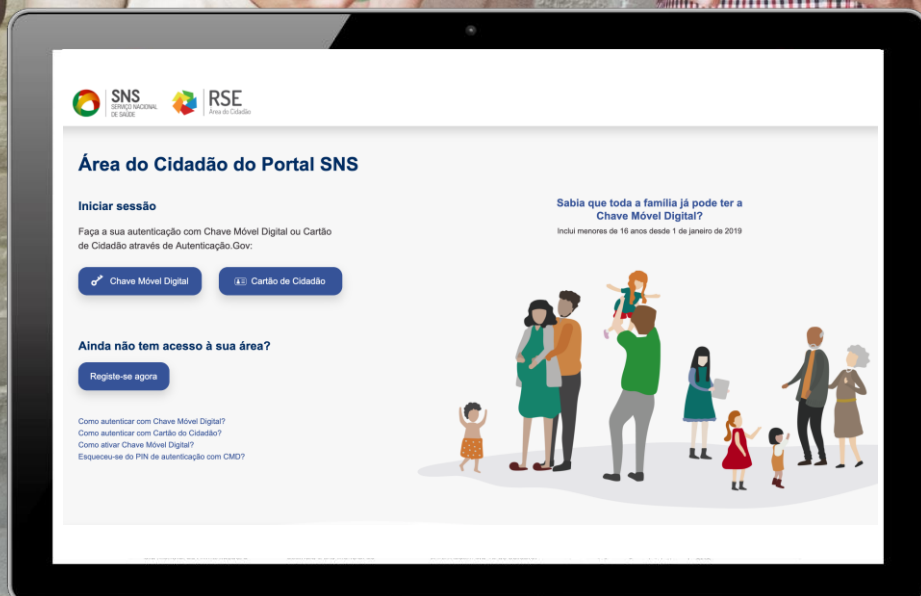 SNS
SERVIÇO NACIONAL
DE SAÚDE
RSE
Área do Cidadão
Área do Cidadão do Portal SNS
Iniciar sessão
Faça a sua autenticação com Chave Móvel Digital ou Cartão
de Cidadão através de Autenticação.Gov:
Chave Móvel Digital
Cartão de Cidadão
Ainda não tem acesso à sua área?
Registe-se agora
Como autenticar com Chave Móvel Digital?
Como autenticar com Cartão do Cidadão?
Como ativar Chave Móvel Digital?
Esqueceu-se do PIN de autenticação com CMD?
Sabia que toda a família já pode ter a
Chave Móvel Digital?
Inclui menores de 16 anos desde 1 de janeiro de 2019